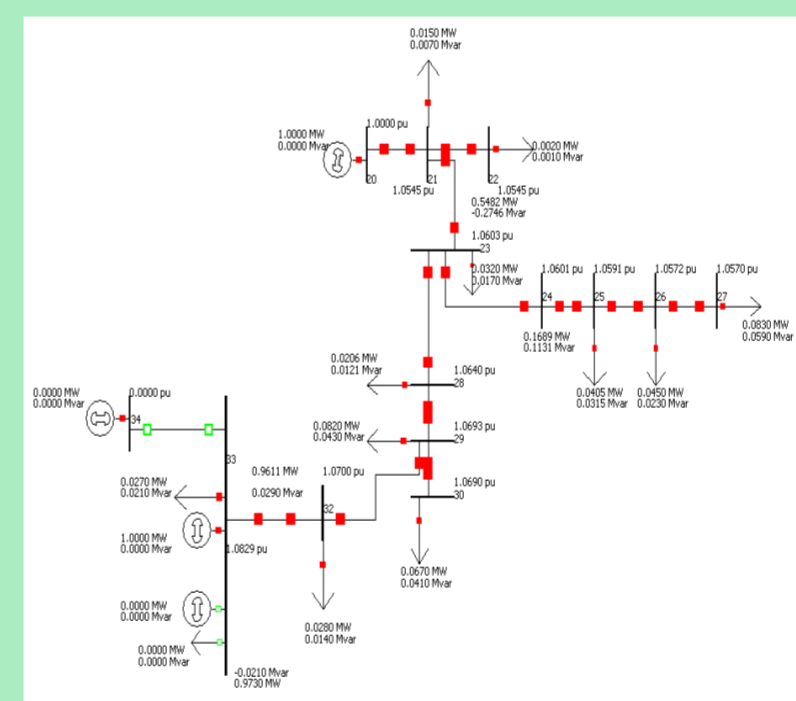 0.0150 MW
0.0070 Mvar
1.0000 pu
1.0000 MW
0.0000 Mvar
0.0020 MW
0.0010 Mvar
20
21
22
1.0545 pu
1.0545 pu
0.5482 MW
-0.2746 Mvar
1.0603 pu
23
0.0320 MW
0.0170 Mvar
1.0601 pu
1.0591 pu
1.0572 pu
1.0570 pu
24
25
26
27
0.1689 MW
0.1131 Mvar
0.0830 MW
0.0590 Mvar
0.0405 MW
0.0315 Mvar
0.0450 MW
0.0230 Mvar
0.0206 MW
0.0121 Mvar
1.0640 pu
28
0.0000 MW
0.0000 Mvar
0.0000 pu
34
0.0820 MW
0.0430 Mvar
1.0693 pu
29
33
0.9611 MW
0.0290 Mvar
1.0700 pu
32
1.0690 pu
30
0.0270 MW
0.0210 Mvar
1.0000 MW
0.0000 Mvar
1.0829 pu
0.0670 MW
0.0410 Mvar
0.0000 MW
0.0000 Mvar
0.0280 MW
0.0140 Mvar
0.0000 MW
0.0000 Mvar
-0.0210 Mvar
0.9730 MW